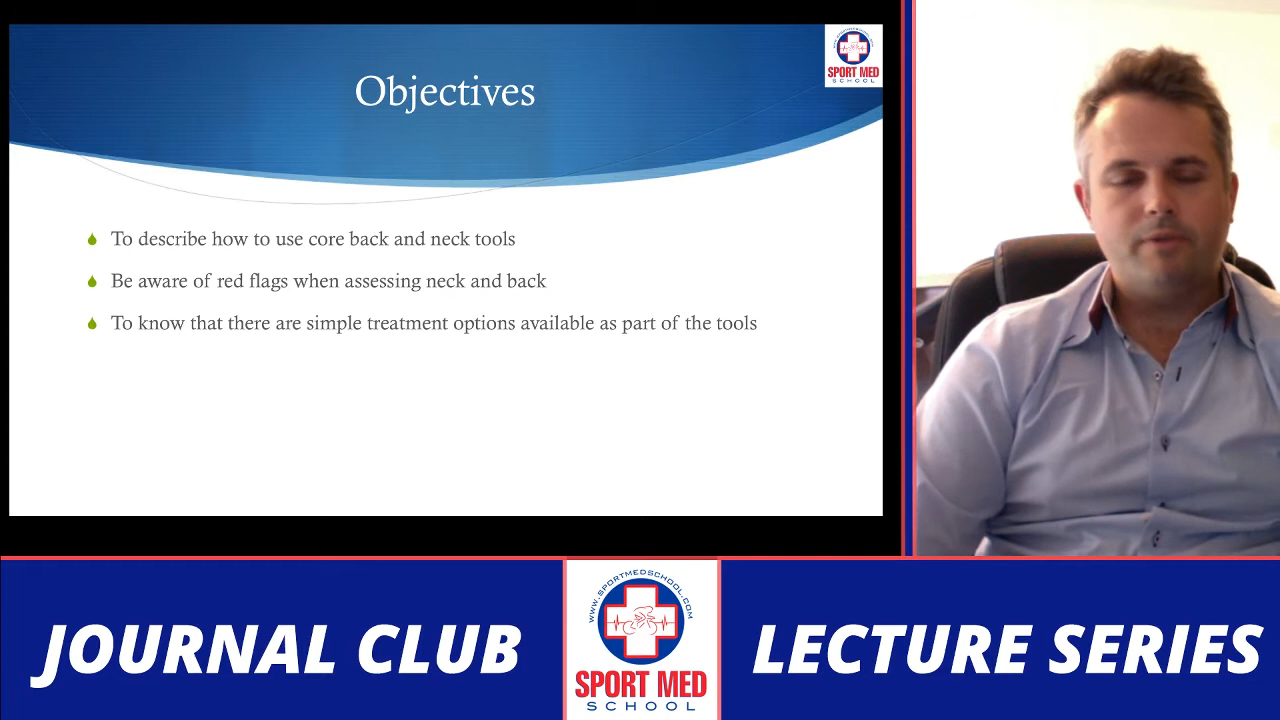 Objectives
SPORT MED
SCHOOL
To describe how to use core back and neck tools
Be aware of red flags when assessing neck and back
To know that there are simple treatment options available as part of the tools
JOURNAL CLUB
WWW.SPORTMEDSCHOOL.COM
SPORT MED
SCHOOL
LECTURE SERIES